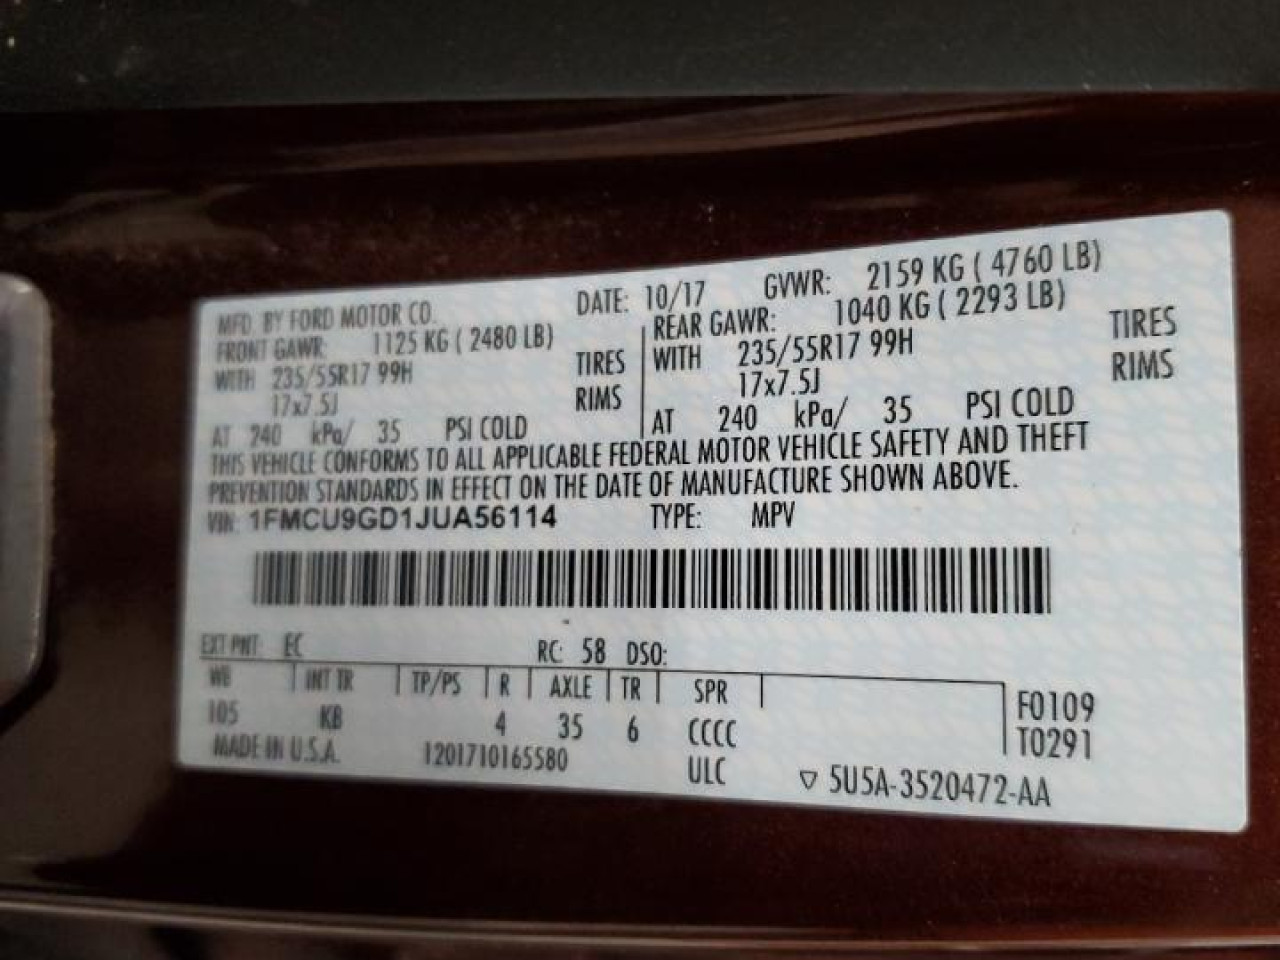 MFD. BY FORD MOTOR CO. DATE: 10/17 GVWR: 2159 KG ( 4760 LB)
FRONT GAWR: 1125 KG ( 2480 LB) REAR GAWR: 1040 KG ( 2293 LB)
WITH 235/55R17 99H TIRES WITH 235/55R17 99H TIRES
17x7.5J RIMS 17x7.5J RIMS
AT 240 kPa/ 35 PSI COLD AT 240 kPa/ 35 PSI COLD
THIS VEHICLE CONFORMS TO ALL APPLICABLE FEDERAL MOTOR VEHICLE SAFETY AND THEFT
PREVENTION STANDARDS IN EFFECT ON THE DATE OF MANUFACTURE SHOWN ABOVE.
VIN: 1FMCU9GD1JUA56114 TYPE: MPV
EXT PNT: EC RC: 58 DSO:
WB INT TR TP/PS R AXLE TR SPR F0109
105 KB 4 35 6 CCCC T0291
MADE IN U.S.A. 1201710165580 ULC ▽ 5U5A-3520472-AA